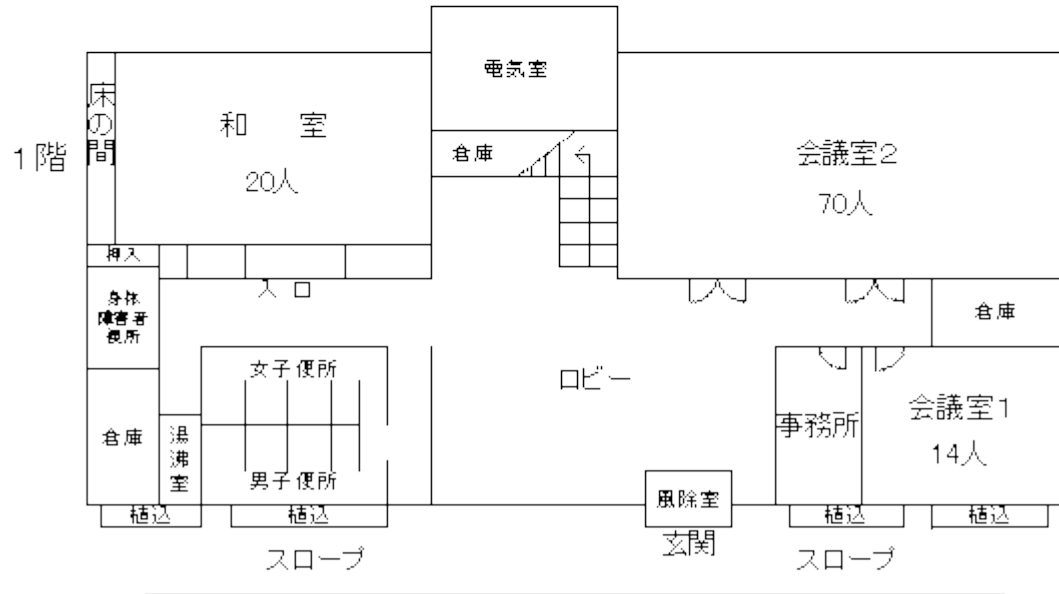 電気室
床の間
和 室
20人
1階
倉庫
会議室2
70人
押入
入口
身体
障害者
便所
倉庫
女子便所
ロビー
会議室1
14人
事務所
倉庫
湯沸室
男子便所
風除室
植込
植込
植込
植込
玄関
スロープ
スロープ